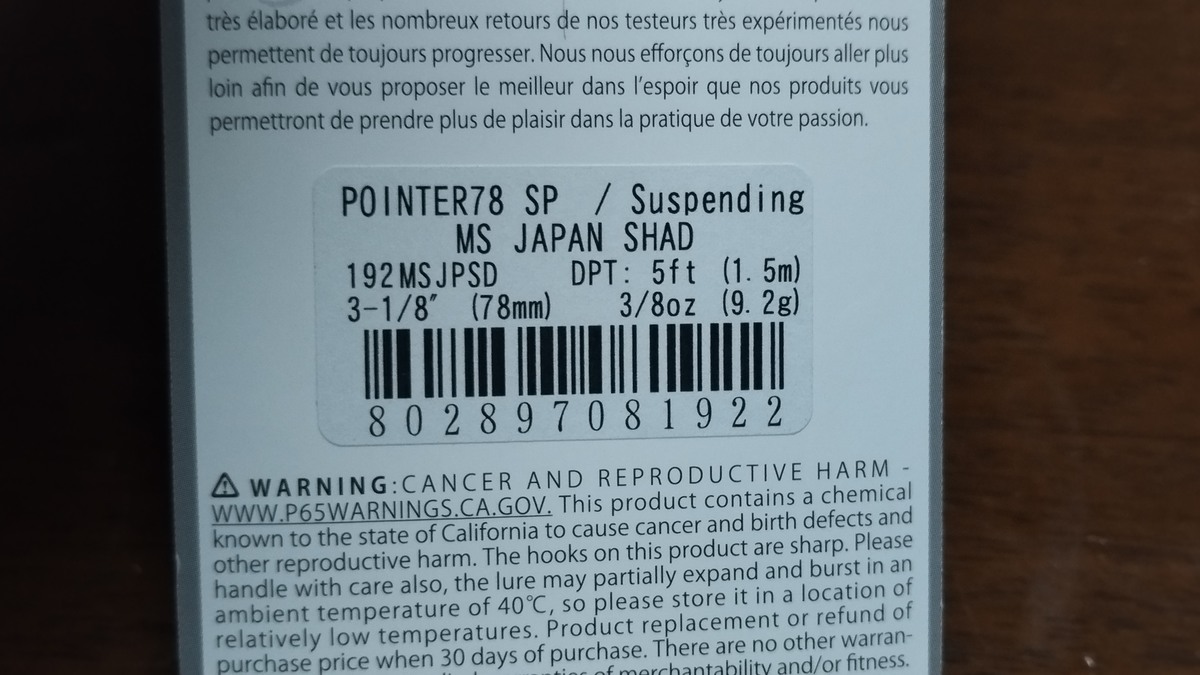 très élaboré et les nombreux retours de nos testeurs très expérimentés nous
permettent de toujours progresser. Nous nous efforçons de toujours aller plus
loin afin de vous proposer le meilleur dans l'espoir que nos produits vous
permettront de prendre plus de plaisir dans la pratique de votre passion.
POINTER78 SP / Suspending
MS JAPAN SHAD
192MSJPSD DPT: 5ft (1.5m)
3-1/8″ (78mm) 3/8oz (9.2g)
802897081922
⚠ WARNING:CANCER AND REPRODUCTIVE HARM -
WWW.P65WARNINGS.CA.GOV. This product contains a chemical
known to the state of California to cause cancer and birth defects and
other reproductive harm. The hooks on this product are sharp. Please
handle with care also, the lure may partially expand and burst in an
ambient temperature of 40℃, so please store it in a location of
relatively low temperatures. Product replacement or refund of
purchase price when 30 days of purchase. There are no other warran-
of merchantability and/or fitness.